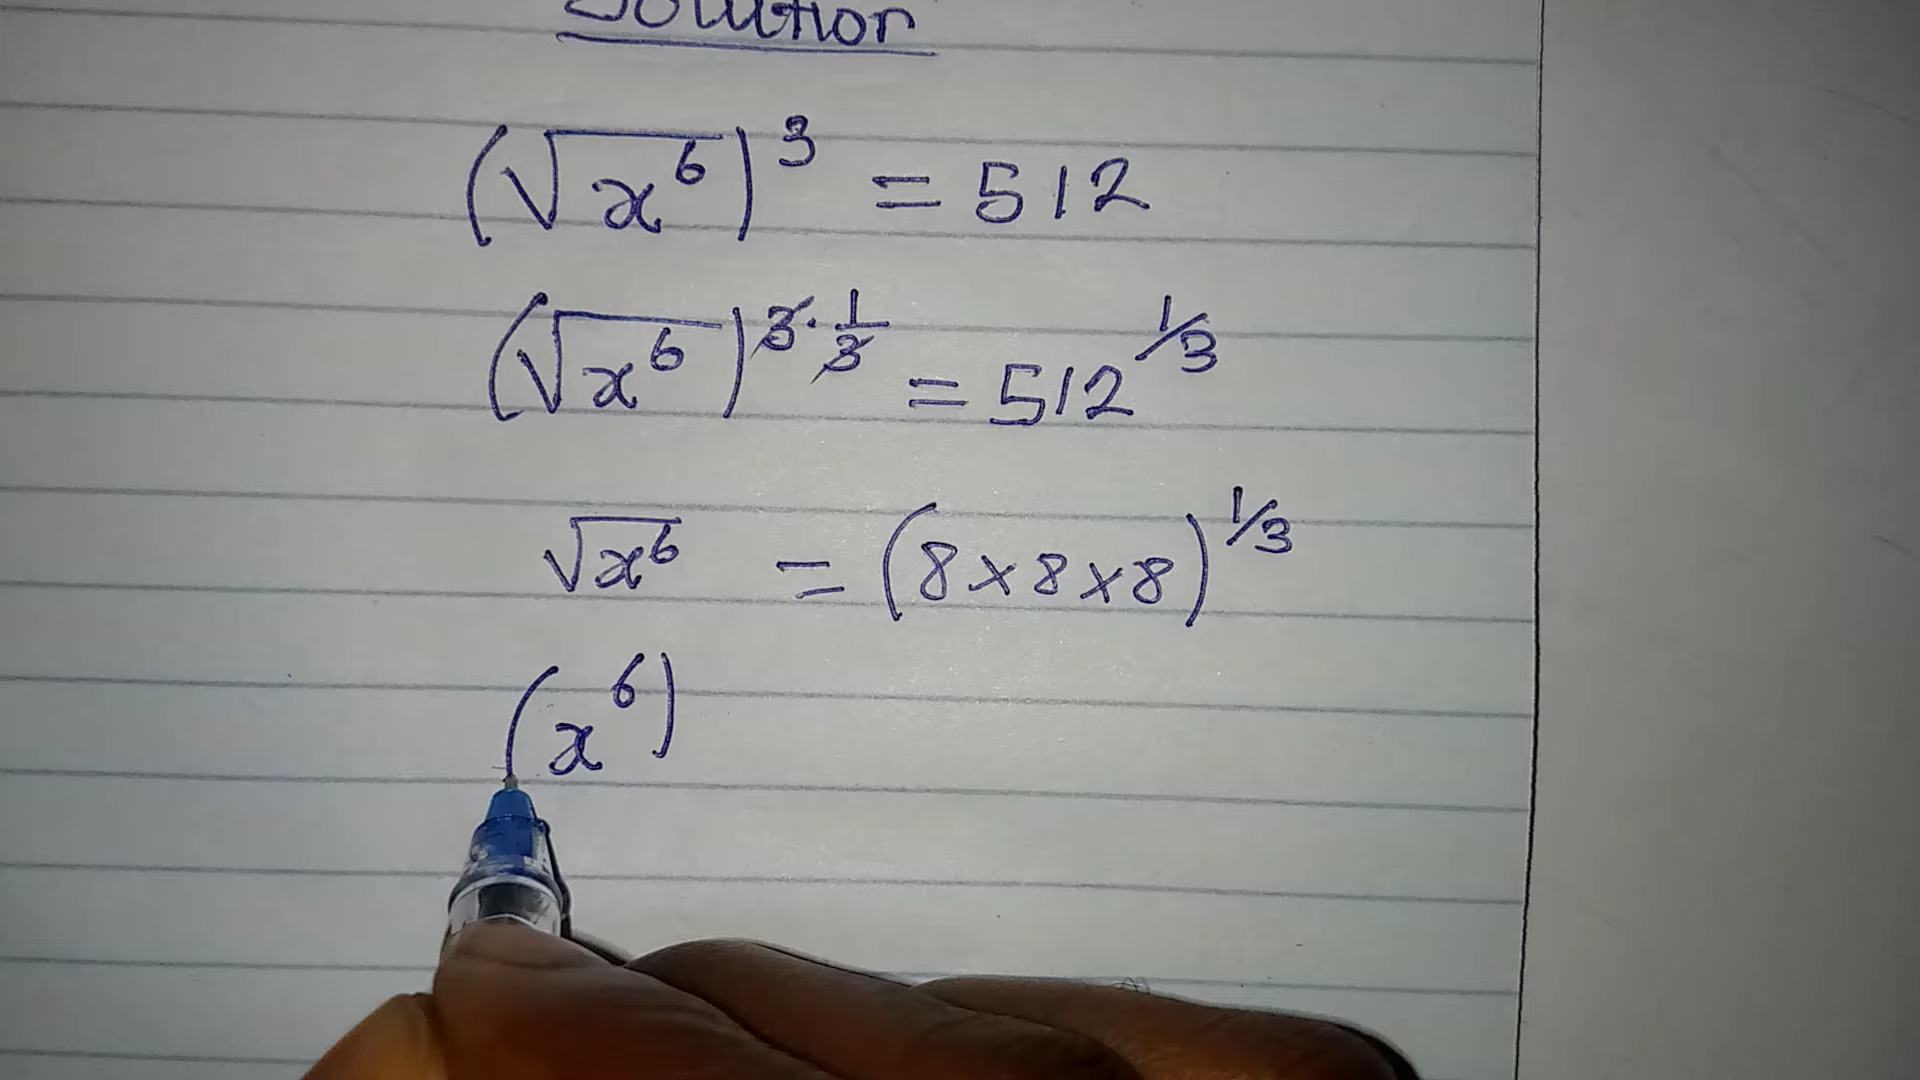 Solution
(√x⁶)³ = 512
(√x⁶)^(3·1/3) = 512^(1/3)
√x⁶ = (8×8×8)^(1/3)
(x⁶)